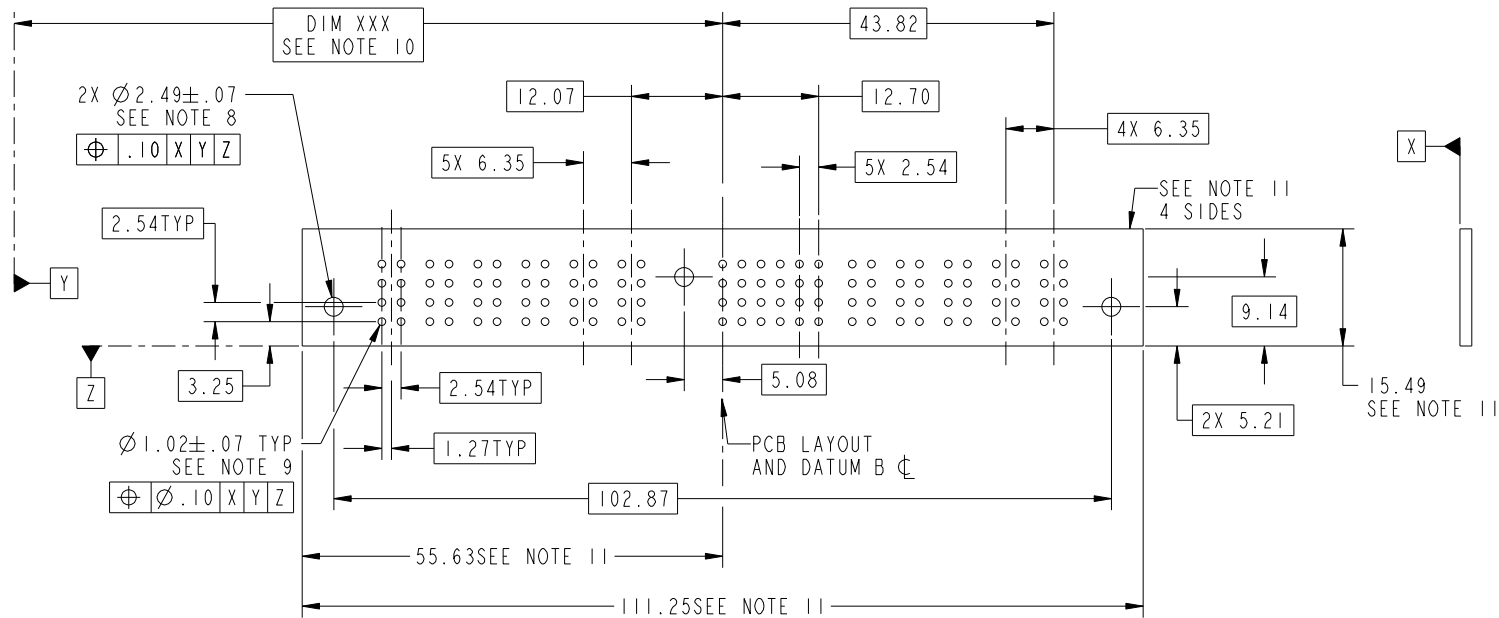 DIM XXX
SEE NOTE 10
43.82
2X Ø2.49±.07
SEE NOTE 8
⌖ .10 X Y Z
12.07
12.70
4X 6.35
5X 6.35
5X 2.54
X
SEE NOTE 11
4 SIDES
2.54TYP
Y
9.14
Z
3.25
2.54TYP
5.08
15.49
SEE NOTE 11
2X 5.21
Ø1.02±.07 TYP
SEE NOTE 9
⌖ Ø.10 X Y Z
1.27TYP
PCB LAYOUT
AND DATUM B ℄
102.87
55.63SEE NOTE 11
111.25SEE NOTE 11